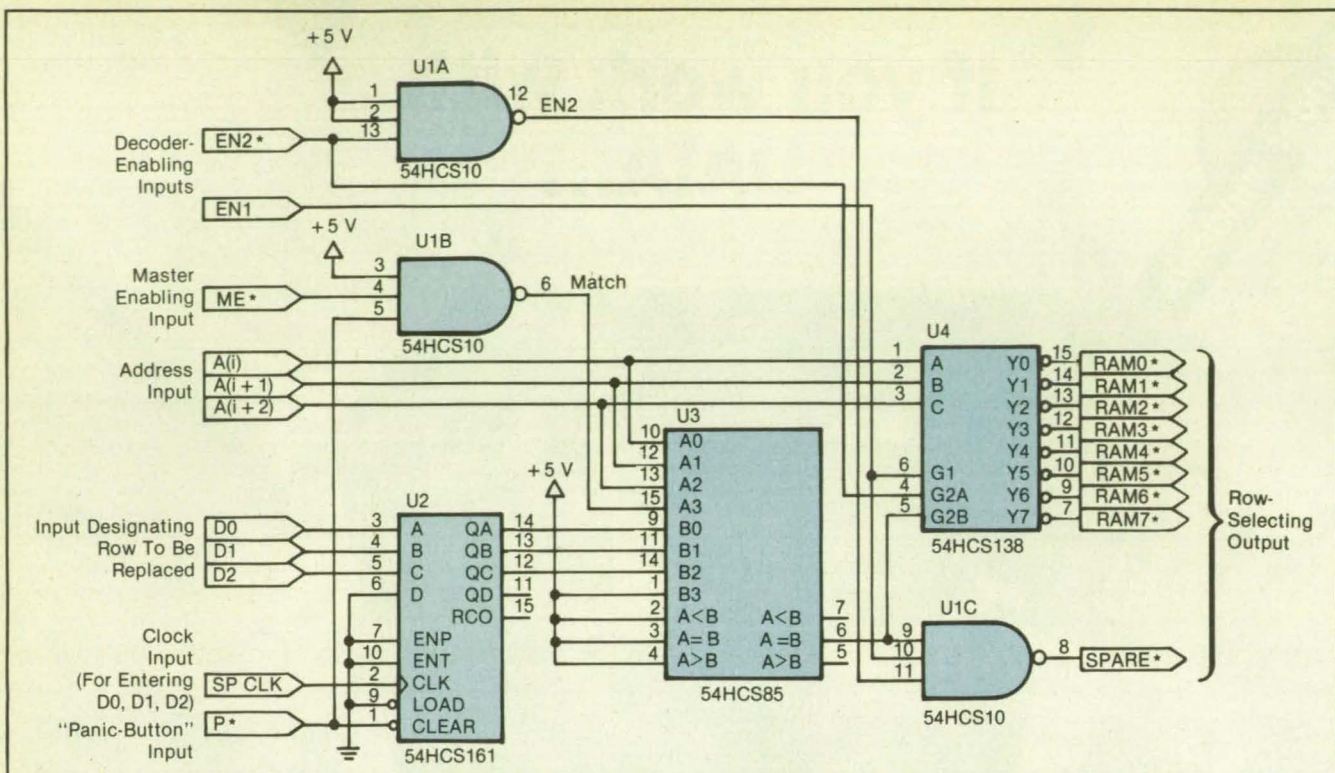 +5 V
U1A
1
2
13
12
EN2
54HCS10
Decoder-
Enabling
Inputs
EN2*
EN1
+5 V
U1B
3
4
5
6
Match
54HCS10
Master
Enabling
Input
ME*
Address
Input
A(i)
A(i + 1)
A(i + 2)
U4
1 A Y0 15 RAM0*
2 B Y1 14 RAM1*
3 C Y2 13 RAM2*
Y3 12 RAM3*
Y4 11 RAM4*
6 G1 Y5 10 RAM5*
4 G2A Y6 9 RAM6*
5 G2B Y7 7 RAM7*
54HCS138
Row-
Selecting
Output
U3
10 A0
12 A1
13 A2
15 A3
9 B0
11 B1
14 B2
1 B3
2 A<B A<B 7
3 A=B A=B 6
4 A>B A>B 5
54HCS85
+5 V
Input Designating
Row To Be
Replaced
D0
D1
D2
U2
3 A QA 14
4 B QB 13
5 C QC 12
6 D QD 11
RCO 15
7 ENP
10 ENT
2 CLK
9 LOAD
1 CLEAR
54HCS161
Clock
Input
(For Entering
D0, D1, D2)
SP CLK
"Panic-Button"
Input
P*
U1C
9
10
11
8
SPARE*
54HCS10